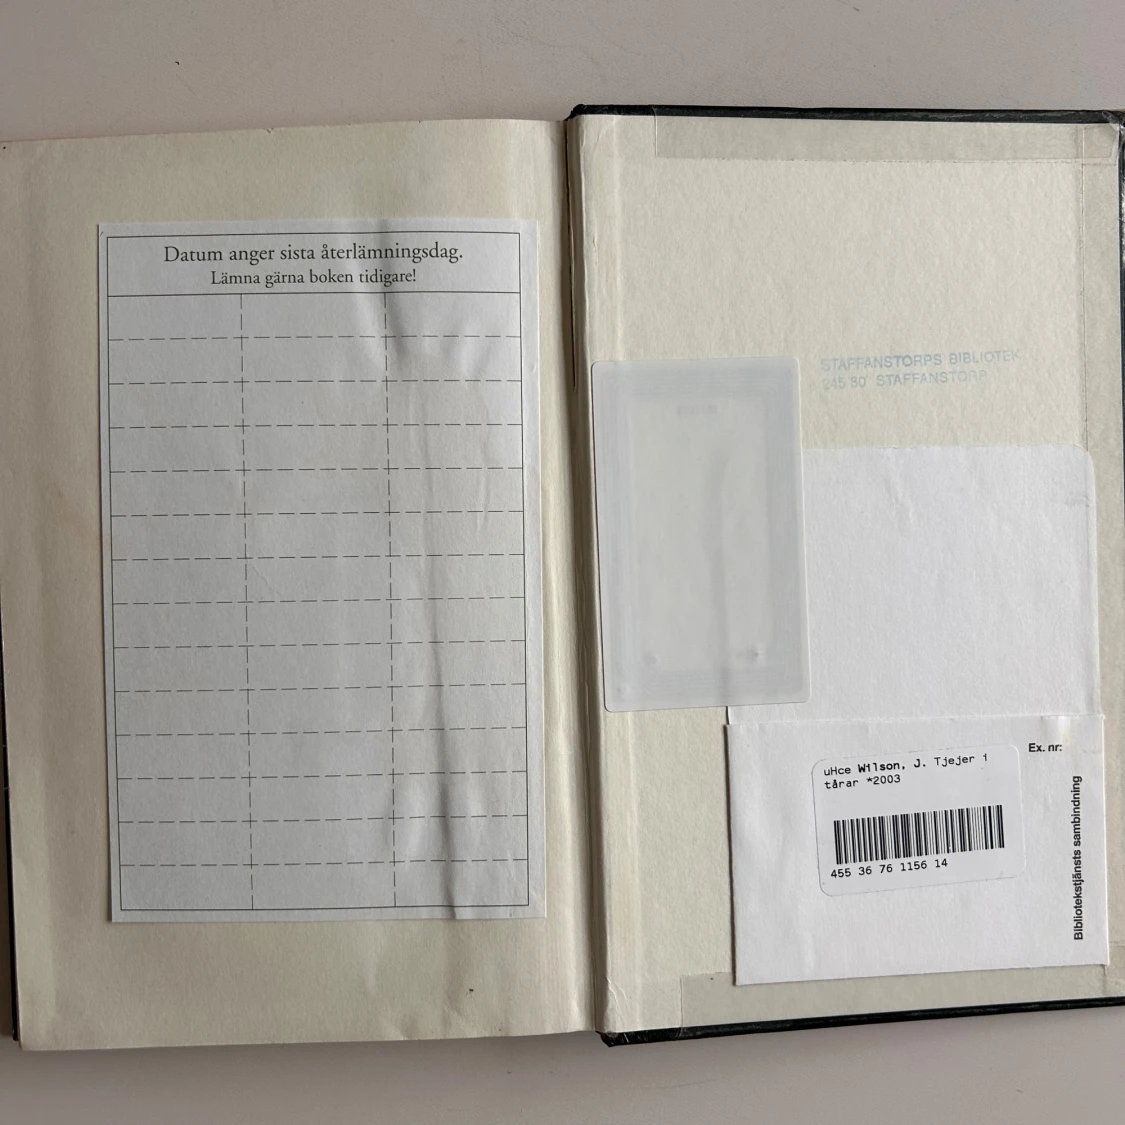 Datum anger sista återlämningsdag.
Lämna gärna boken tidigare!
STAFFANSTORPS BIBLIOTEK
245 80 STAFFANSTORP
Ex. nr:
uHce Wilson, J. Tjejer i
tårar *2003
455 36 76 1156 14
Bibliotekstjänsts sambindning